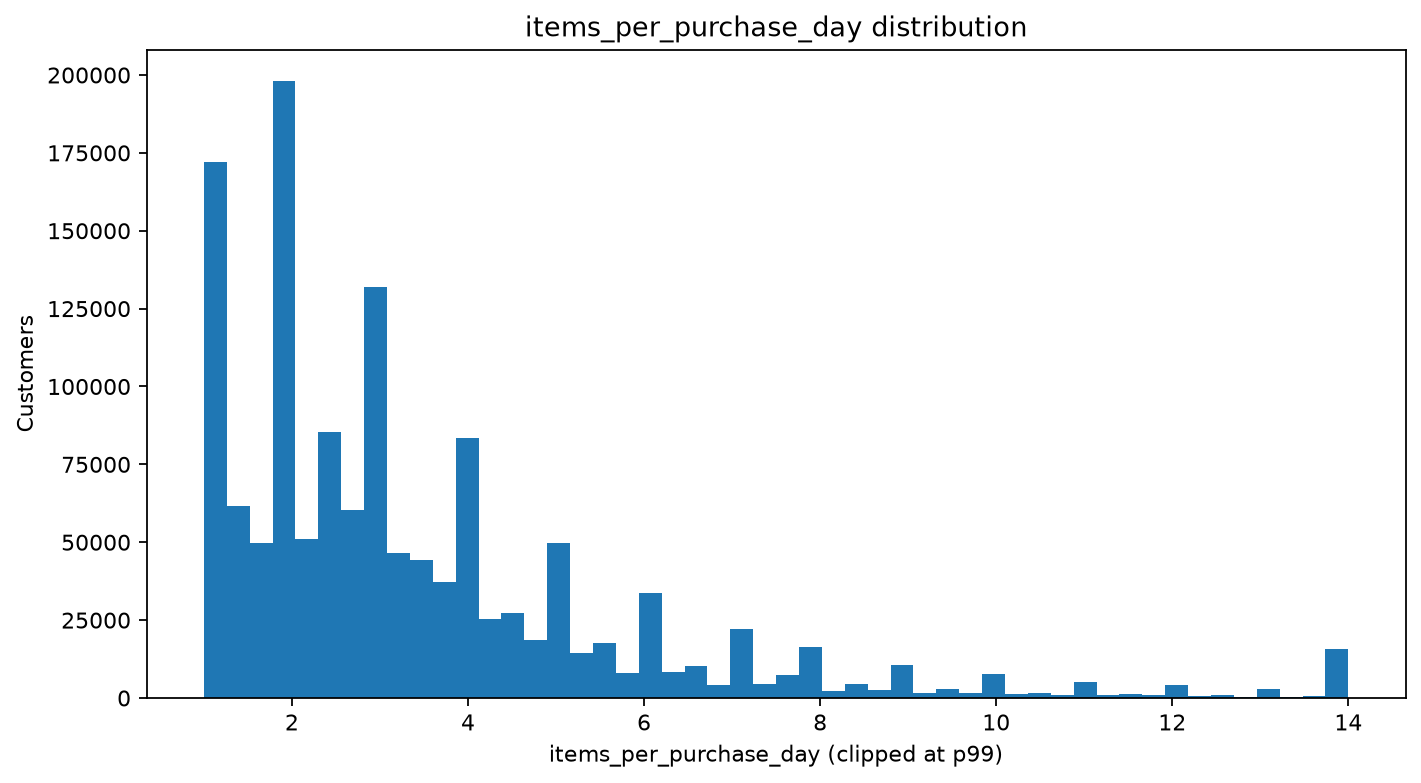 items_per_purchase_day distribution
200000
175000
150000
125000
100000
75000
50000
25000
0
Customers
2 4 6 8 10 12 14
items_per_purchase_day (clipped at p99)